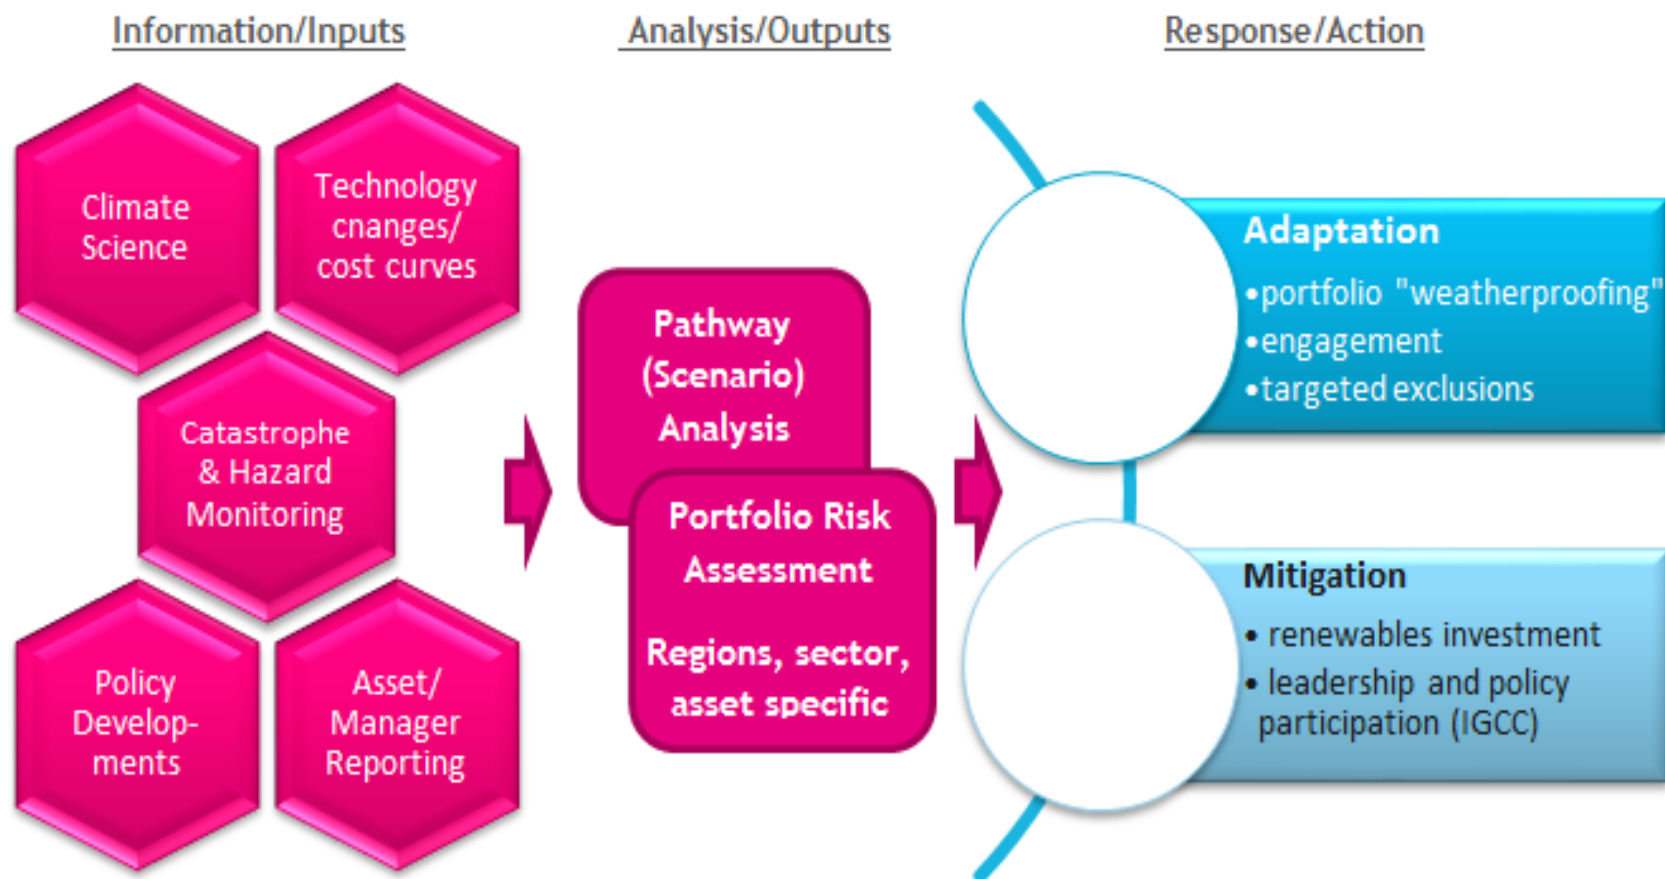 Information/Inputs
Analysis/Outputs
Response/Action
Climate
Science
Technology
cnanges/
cost curves
Catastrophe
& Hazard
Monitoring
Policy
Develop-
ments
Asset/
Manager
Reporting
Pathway
(Scenario)
Analysis
Portfolio Risk
Assessment
Regions, sector,
asset specific
Adaptation
•portfolio "weatherproofing"
•engagement
•targeted exclusions
Mitigation
• renewables investment
• leadership and policy
participation (IGCC)